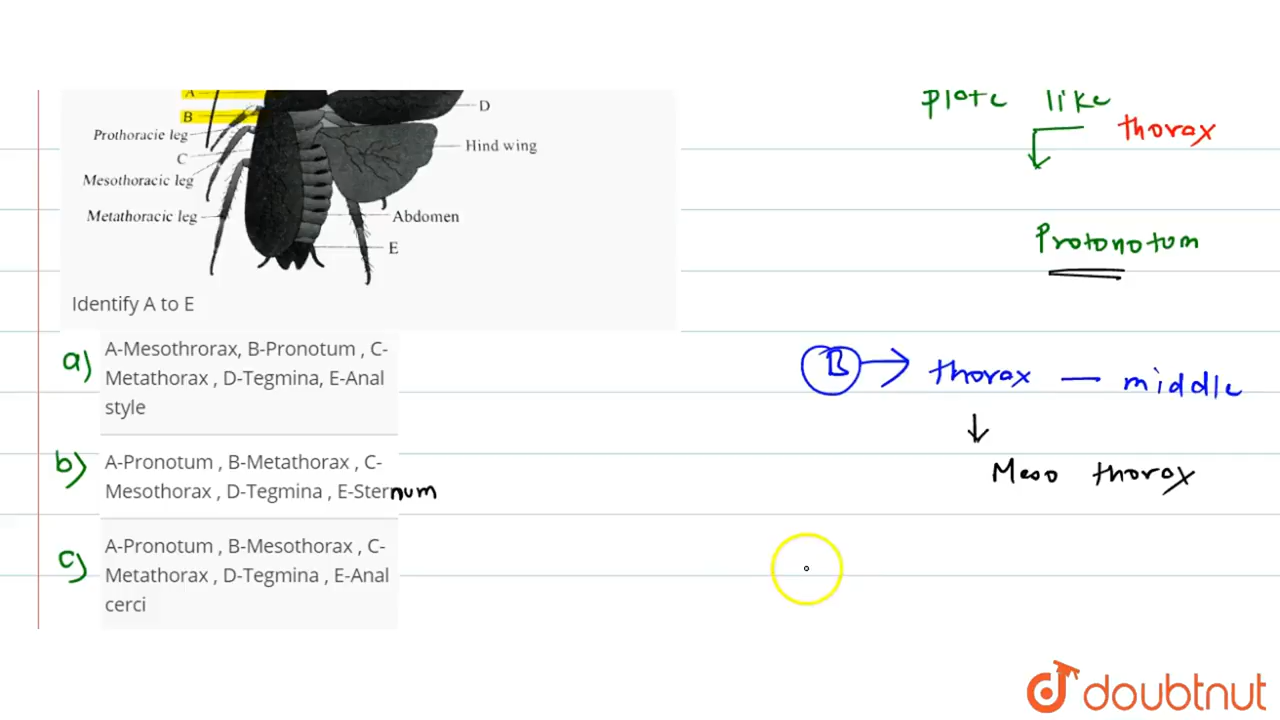 A
B
Prothoracic leg
C
Mesothoracic leg
Metathoracic leg
D
Hind wing
Abdomen
E
Identify A to E
a) A-Mesothrorax, B-Pronotum , C-
Metathorax , D-Tegmina, E-Anal
style
b) A-Pronotum , B-Metathorax , C-
Mesothorax , D-Tegmina , E-Sternum
c) A-Pronotum , B-Mesothorax , C-
Metathorax , D-Tegmina , E-Anal
cerci
plate like
thorax
Protonotum
B → thorax — middle
↓
Meso thorax
doubtnut